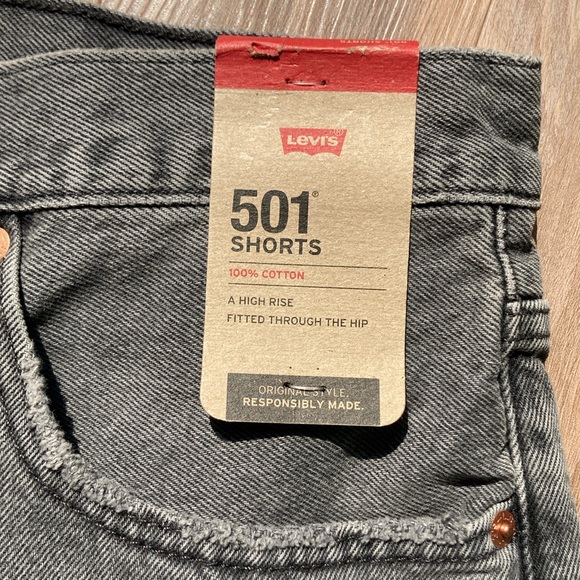 LEVI'S
501®
SHORTS
100% COTTON
A HIGH RISE
FITTED THROUGH THE HIP
ORIGINAL STYLE.
RESPONSIBLY MADE.